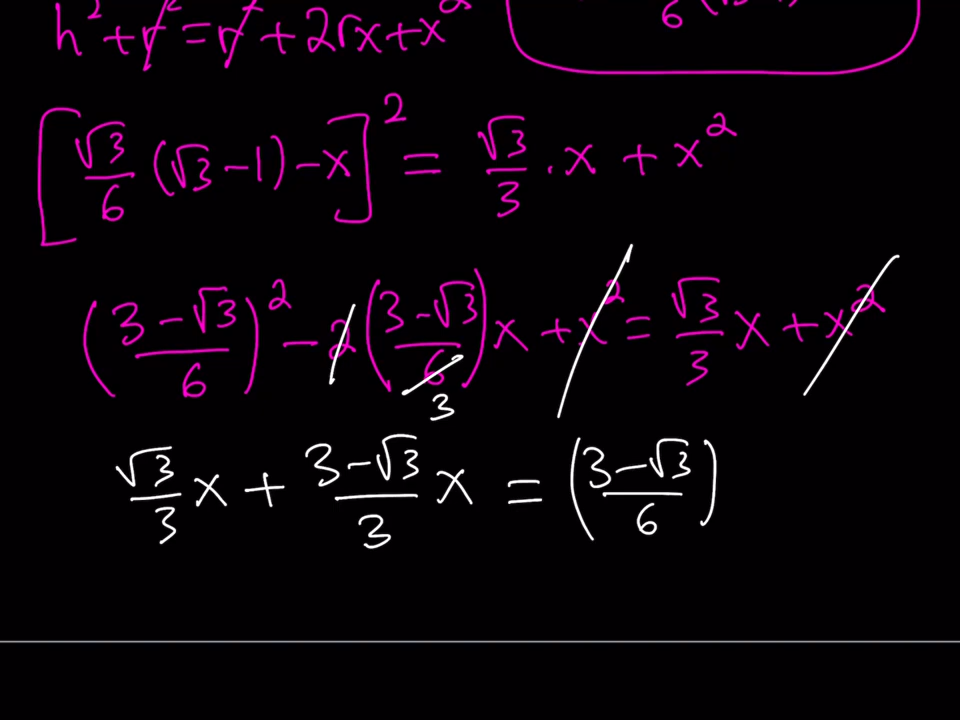 h² + r² = r² + 2rx + x²
6
[√3/6 (√3 − 1) − x]² = √3/3 · x + x²
((3 − √3)/6)² − 2((3 − √3)/6)x + x² = √3/3 x + x²
3
√3/3 x + (3 − √3)/3 x = ((3 − √3)/6)